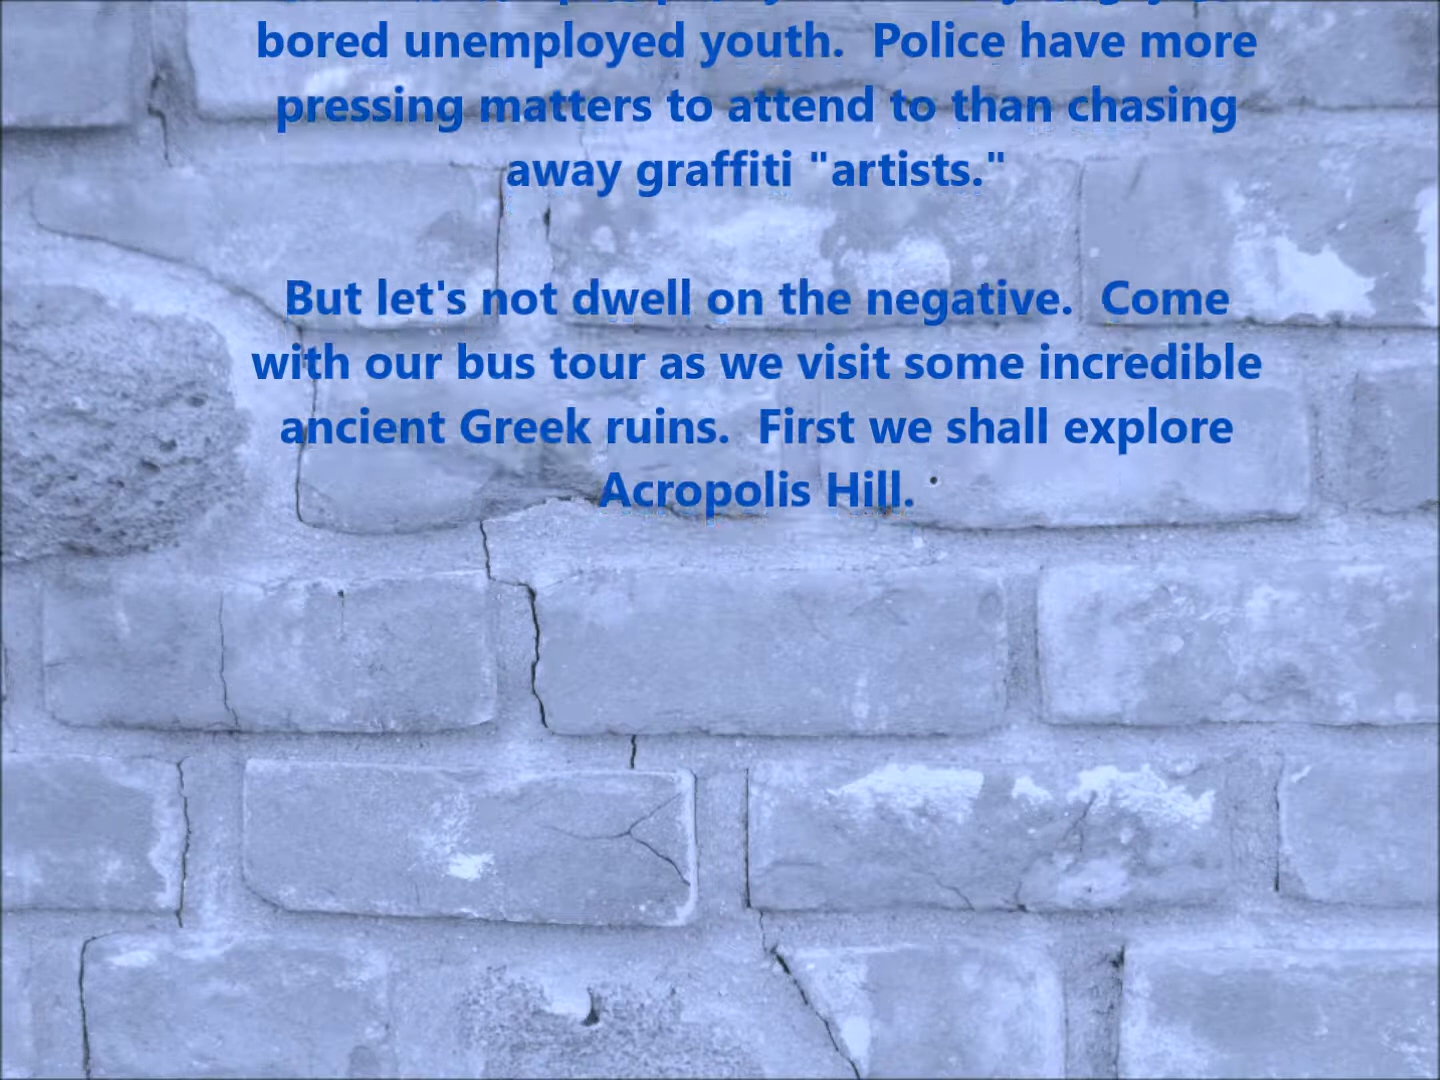 bored unemployed youth.  Police have more
pressing matters to attend to than chasing
away graffiti "artists."
But let's not dwell on the negative.  Come
with our bus tour as we visit some incredible
ancient Greek ruins.  First we shall explore
Acropolis Hill.